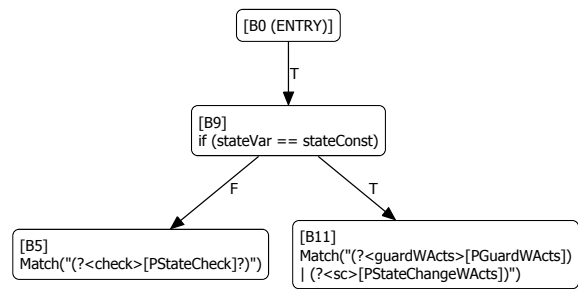 [B0 (ENTRY)]
T
[B9]
if (stateVar == stateConst)
F
T
[B5]
Match("(?<check>[PStateCheck]?)")
[B11]
Match("(?<guardWActs>[PGuardWActs])
| (?<sc>[PStateChangeWActs])")